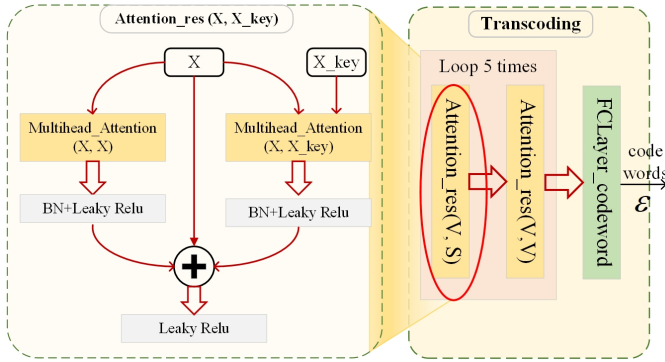 Attention_res (X, X_key)
X
X_key
Multihead_Attention
(X, X)
Multihead_Attention
(X, X_key)
BN+Leaky Relu
BN+Leaky Relu
+
Leaky Relu
Transcoding
Loop 5 times
Attention_res(V, S)
Attention_res(V,V)
FCLayer_codeword
code
words
ε